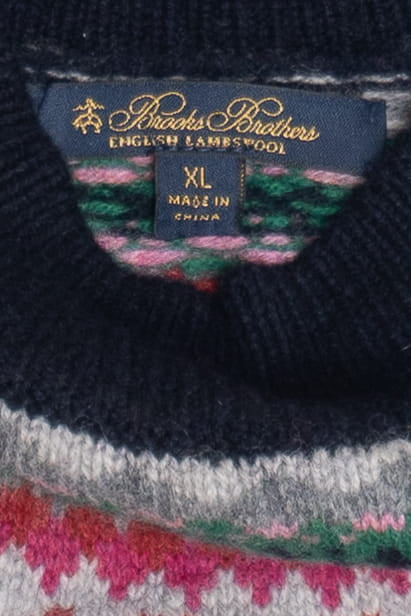 Brooks Brothers
ENGLISH LAMBSWOOL
XL
MADE IN
CHINA